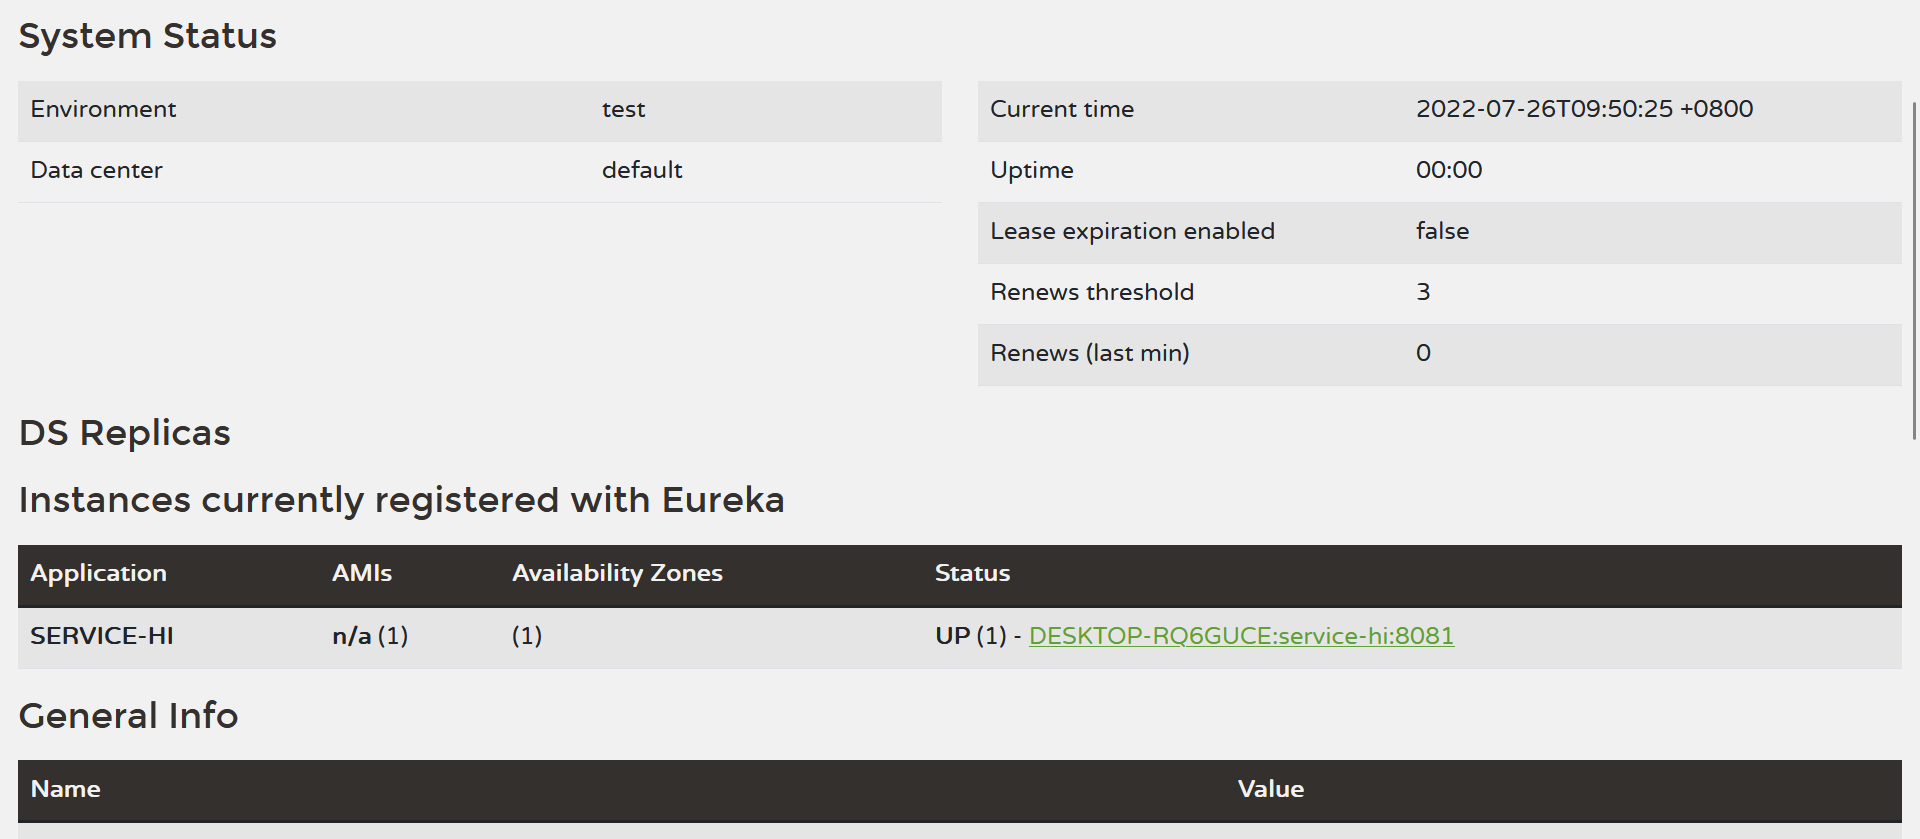 System Status
Environment test
Data center default
Current time 2022-07-26T09:50:25 +0800
Uptime 00:00
Lease expiration enabled false
Renews threshold 3
Renews (last min) 0
DS Replicas
Instances currently registered with Eureka
Application AMIs Availability Zones Status
SERVICE-HI n/a (1) (1) UP (1) - DESKTOP-RQ6GUCE:service-hi:8081
General Info
Name Value